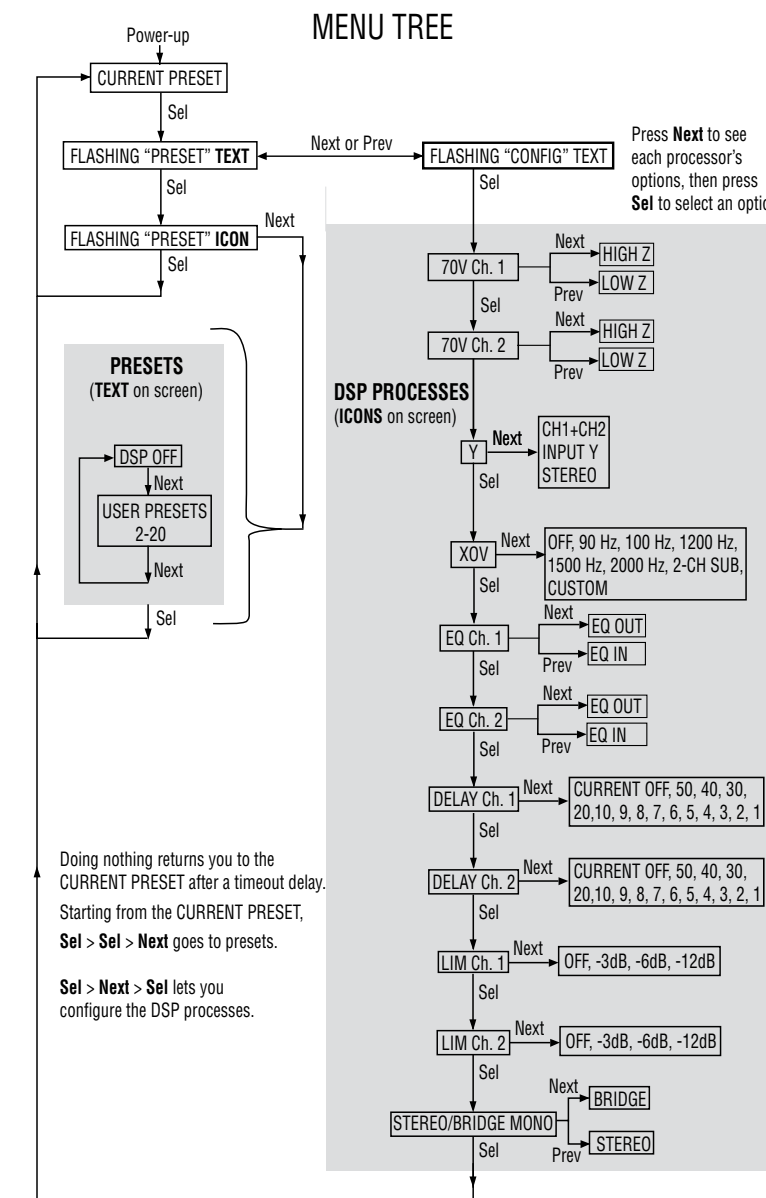 MENU TREE
Power-up
CURRENT PRESET
Sel
FLASHING “PRESET” TEXT
Next or Prev
FLASHING “CONFIG” TEXT
Press Next to see
each processor's
options, then press
Sel to select an optio
Sel
Sel
FLASHING “PRESET” ICON
Next
Sel
PRESETS
(TEXT on screen)
DSP OFF
Next
USER PRESETS
2-20
Next
Sel
DSP PROCESSES
(ICONS on screen)
70V Ch. 1
Next
HIGH Z
Prev
LOW Z
Sel
70V Ch. 2
Next
HIGH Z
Prev
LOW Z
Y
Next
CH1+CH2
INPUT Y
STEREO
Sel
XOV
Next
OFF, 90 Hz, 100 Hz, 1200 Hz,
1500 Hz, 2000 Hz, 2-CH SUB,
CUSTOM
Sel
EQ Ch. 1
Next
EQ OUT
Prev
EQ IN
Sel
EQ Ch. 2
Next
EQ OUT
Prev
EQ IN
Sel
DELAY Ch. 1
Next
CURRENT OFF, 50, 40, 30,
20,10, 9, 8, 7, 6, 5, 4, 3, 2, 1
Sel
DELAY Ch. 2
Next
CURRENT OFF, 50, 40, 30,
20,10, 9, 8, 7, 6, 5, 4, 3, 2, 1
Sel
LIM Ch. 1
Next
OFF, -3dB, -6dB, -12dB
Sel
LIM Ch. 2
Next
OFF, -3dB, -6dB, -12dB
Sel
STEREO/BRIDGE MONO
Next
BRIDGE
Prev
STEREO
Sel
Doing nothing returns you to the
CURRENT PRESET after a timeout delay.
Starting from the CURRENT PRESET,
Sel > Sel > Next goes to presets.
Sel > Next > Sel lets you
configure the DSP processes.